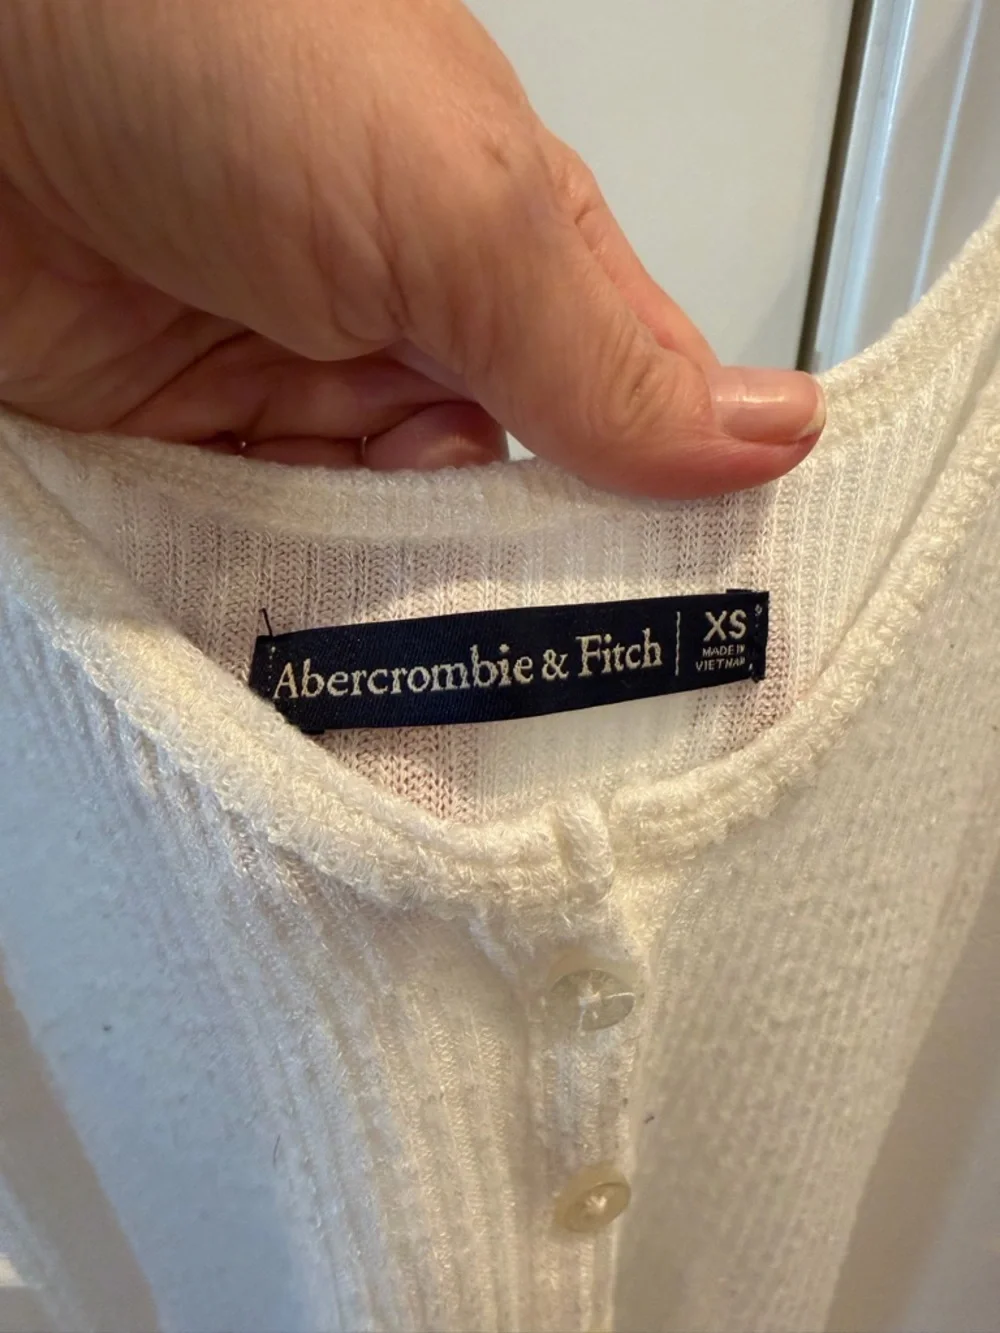 Abercrombie & Fitch
XS
MADE IN
VIETNAM